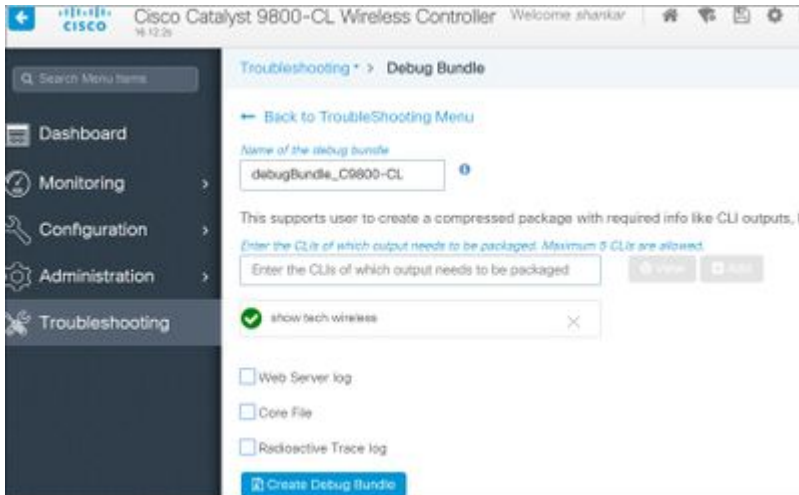 CISCO
Cisco Catalyst 9800-CL Wireless Controller
16.12.2s
Welcome shankar
Search Menu Items
Dashboard
Monitoring
Configuration
Administration
Troubleshooting
Troubleshooting > Debug Bundle
← Back to TroubleShooting Menu
Name of the debug bundle
debugBundle_C9800-CL
This supports user to create a compressed package with required info like CLI outputs,
Enter the CLIs of which output needs to be packaged. Maximum 5 CLIs are allowed.
Enter the CLIs of which output needs to be packaged
View
Add
show tech wireless
Web Server log
Core File
Radioactive Trace log
Create Debug Bundle